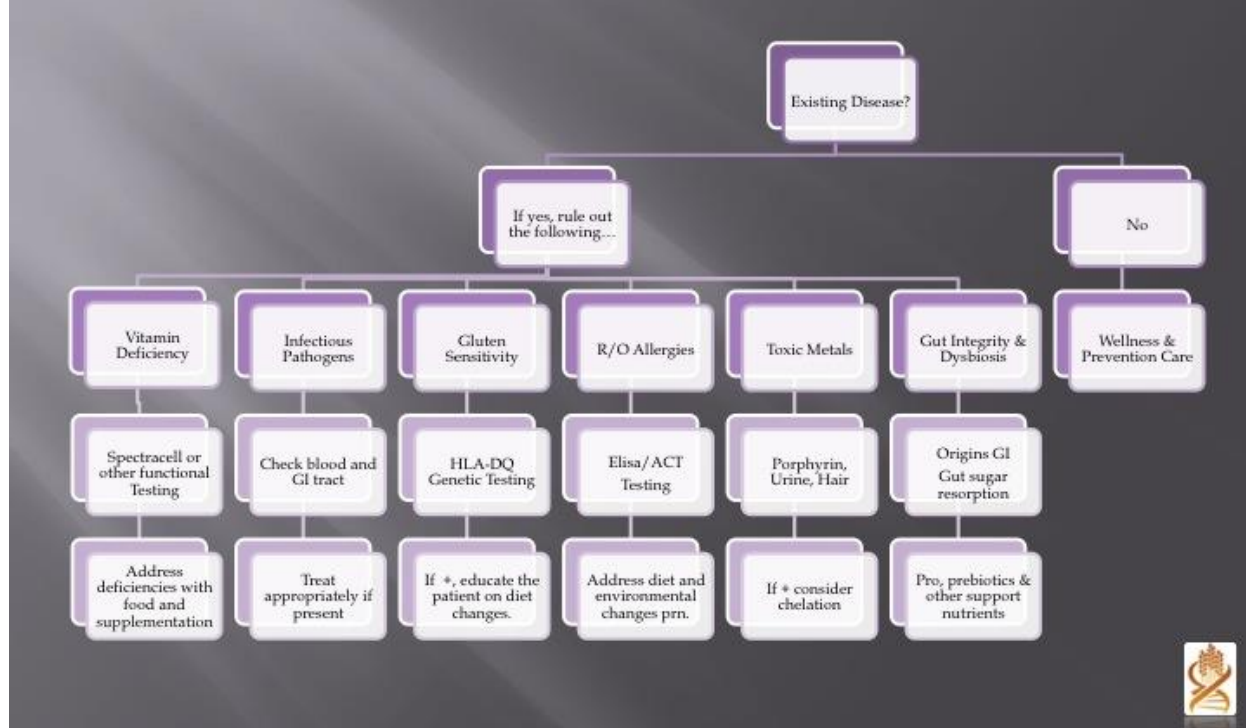 Existing Disease?
If yes, rule out
the following...
No
Vitamin
Deficiency
Infectious
Pathogens
Gluten
Sensitivity
R/O Allergies
Toxic Metals
Gut Integrity &
Dysbiosis
Wellness &
Prevention Care
Spectracell or
other functional
Testing
Check blood and
GI tract
HLA-DQ
Genetic Testing
Elisa/ACT
Testing
Porphyrin,
Urine, Hair
Origins GI
Gut sugar
resorption
Address
deficiencies with
food and
supplementation
Treat
appropriately if
present
If +, educate the
patient on diet
changes.
Address diet and
environmental
changes prn.
If + consider
chelation
Pro, prebiotics &
other support
nutrients